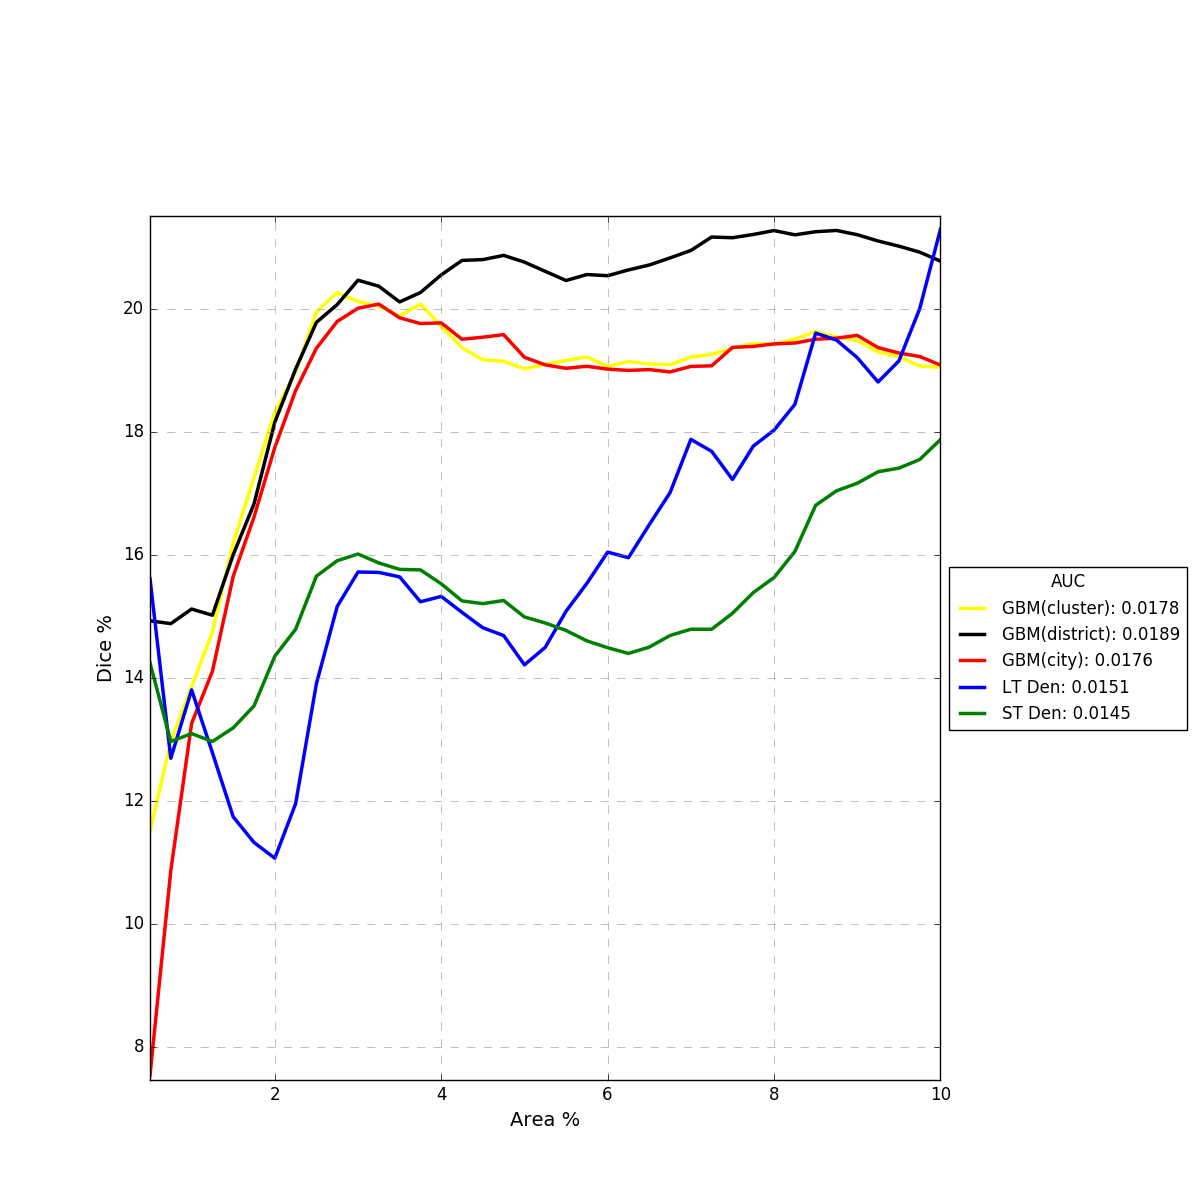 20
18
16
14
12
10
8
Dice %
2 4 6 8 10
Area %
AUC
GBM(cluster): 0.0178
GBM(district): 0.0189
GBM(city): 0.0176
LT Den: 0.0151
ST Den: 0.0145